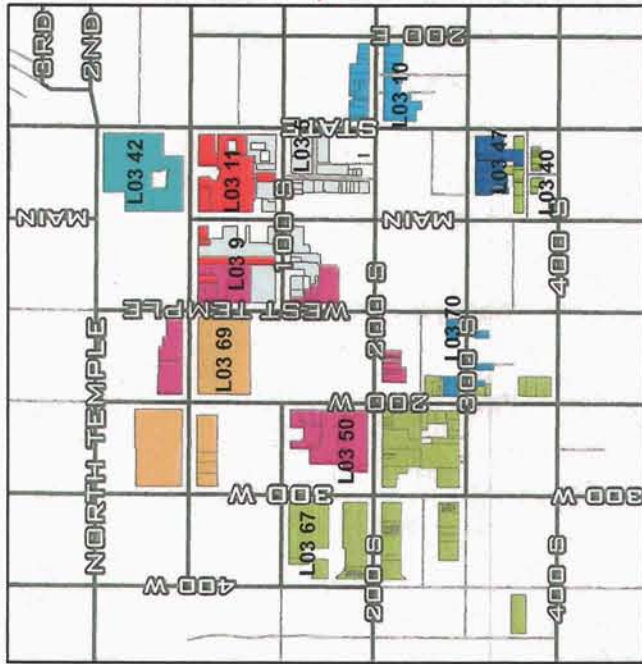 3RD
2ND
NORTH TEMPLE
MAIN
L03 42
400 W
WEST TEMPLE
STATE
L03 69
L03 9
L03 11
300 W
100 S
L03 67
L03 50
200 W
L03
200 S
200 S
200 E
L03 10
MAIN
L03 70
300 S
L03 47
L03 40
400 S
400 S
300 W